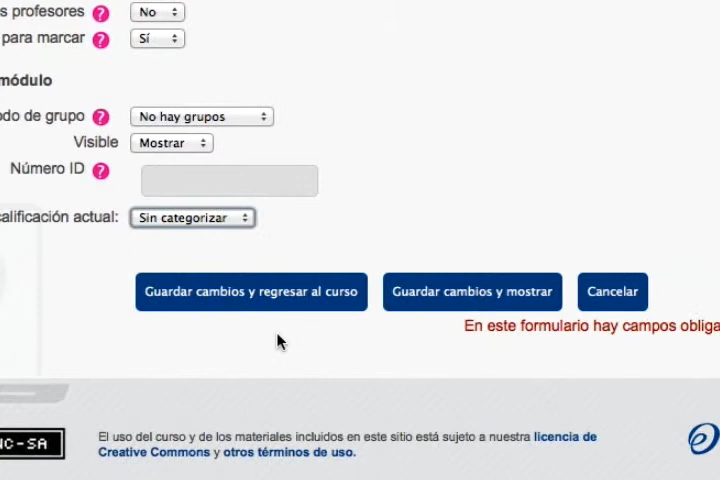 s profesores ? No
para marcar ? Sí
módulo
odo de grupo ? No hay grupos
Visible Mostrar
Número ID ?
calificación actual: Sin categorizar
Guardar cambios y regresar al curso Guardar cambios y mostrar Cancelar
En este formulario hay campos obliga
NC-SA
El uso del curso y de los materiales incluidos en este sitio está sujeto a nuestra licencia de
Creative Commons y otros términos de uso.